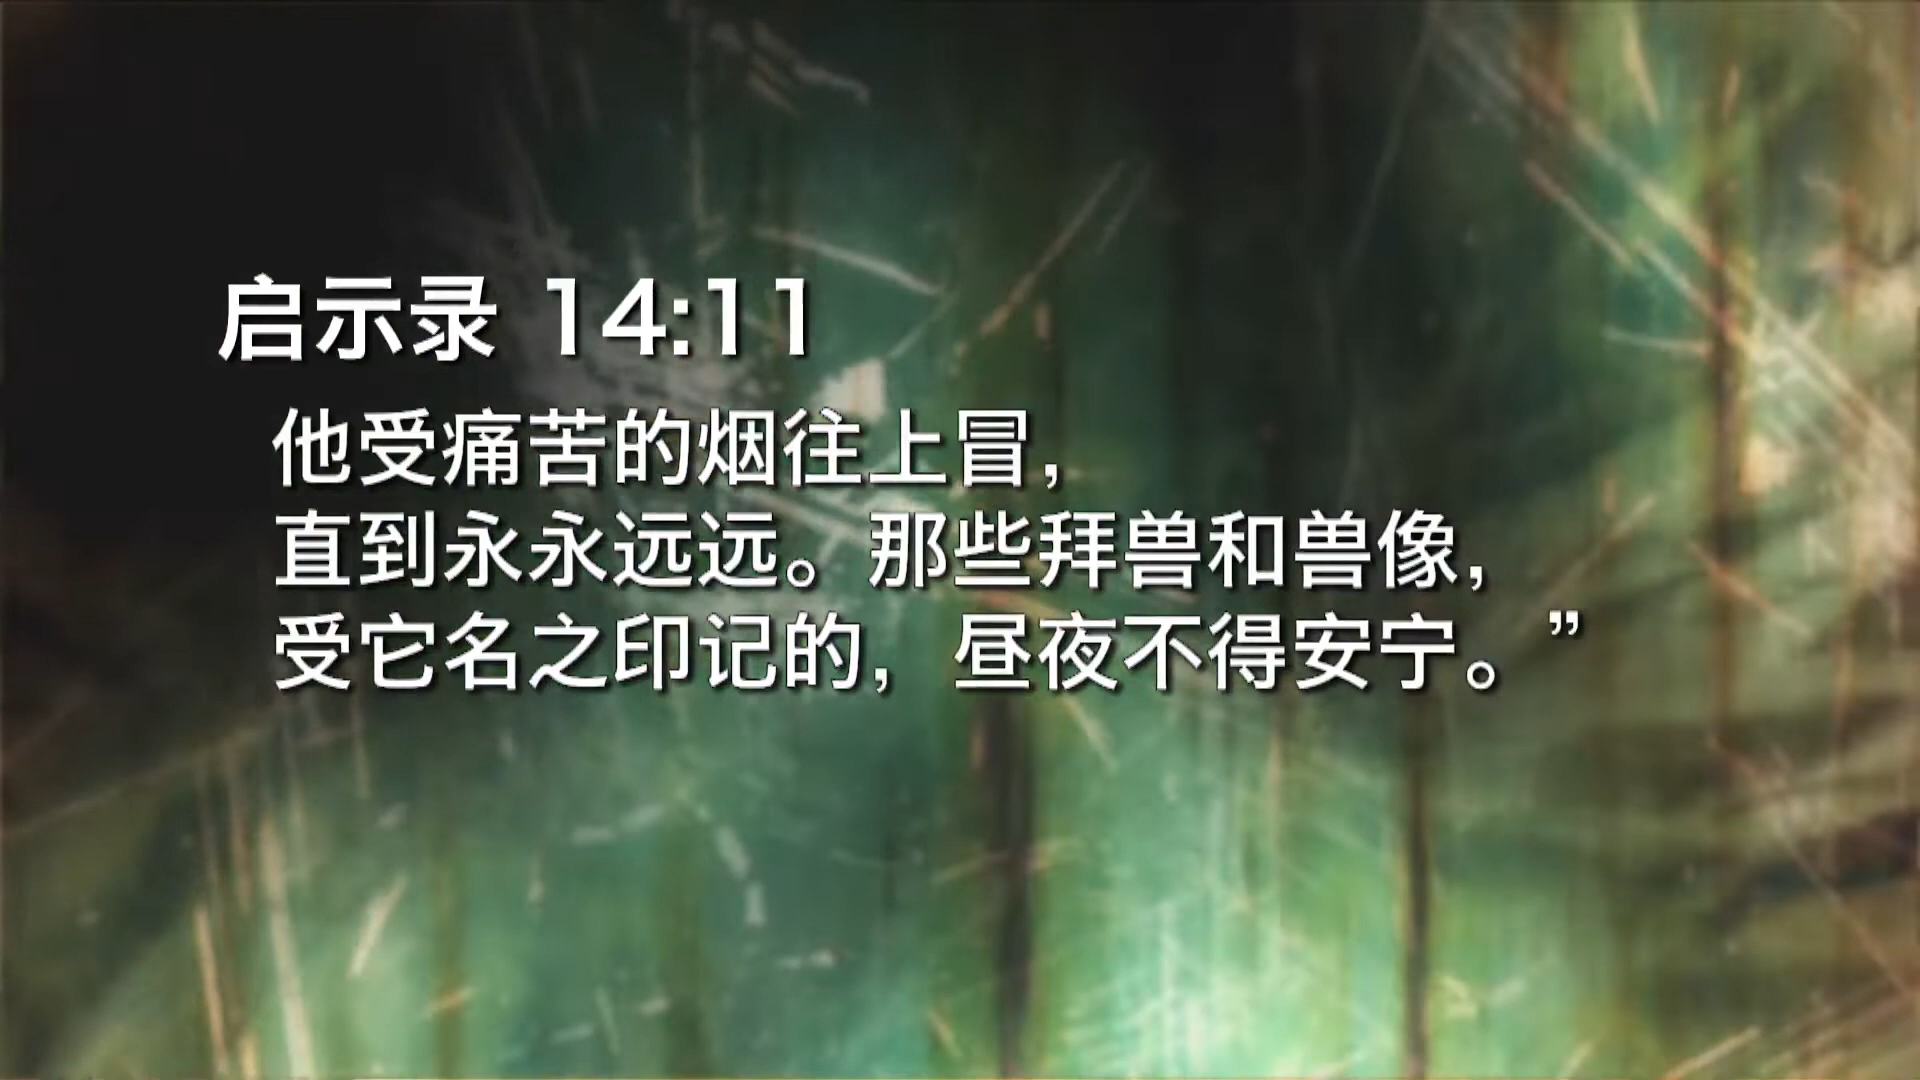 启示录 14:11
他受痛苦的烟往上冒，
直到永永远远。那些拜兽和兽像，
受它名之印记的，昼夜不得安宁。”